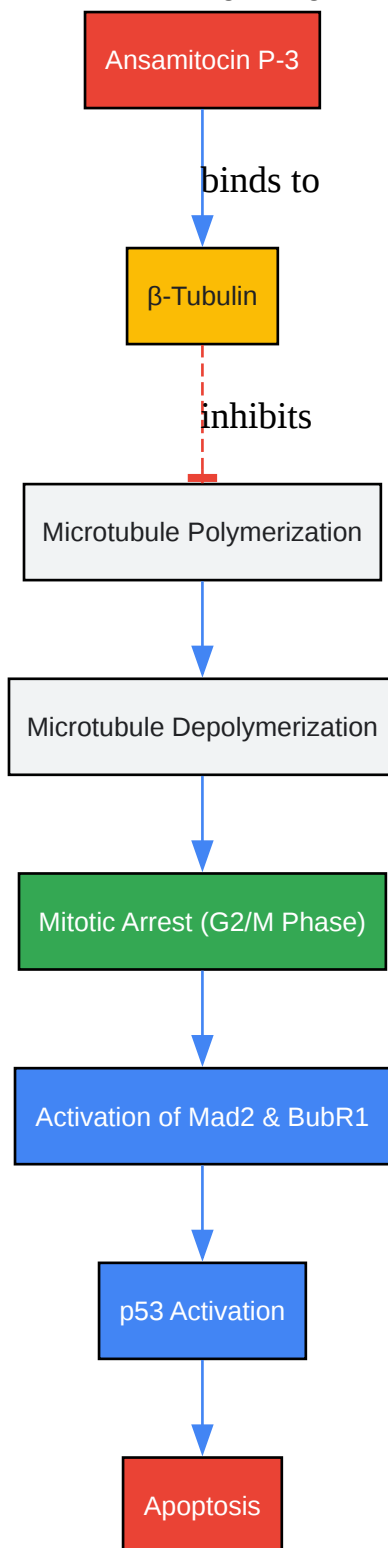 Ansamitocin P-3
binds to
β-Tubulin
inhibits
Microtubule Polymerization
Microtubule Depolymerization
Mitotic Arrest (G2/M Phase)
Activation of Mad2 & BubR1
p53 Activation
Apoptosis